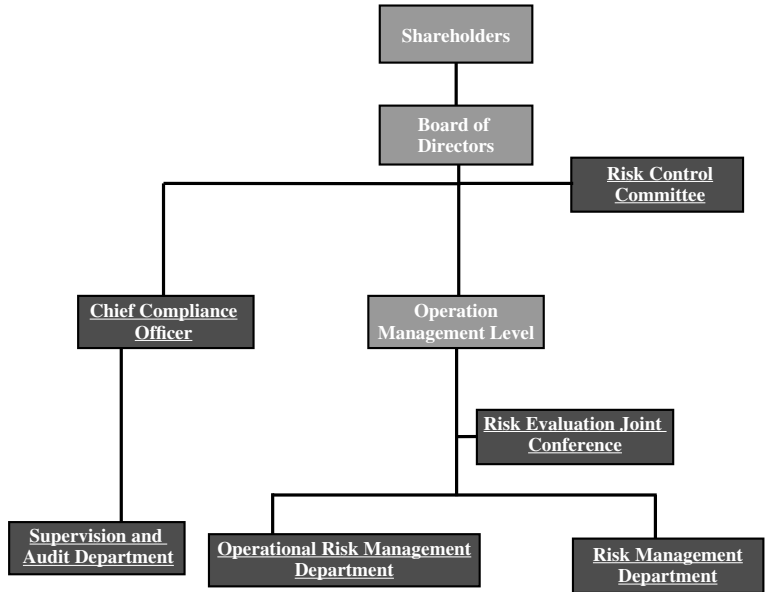 Shareholders
Board of
Directors
Risk Control
Committee
Chief Compliance
Officer
Operation
Management Level
Risk Evaluation Joint
Conference
Supervision and
Audit Department
Operational Risk Management
Department
Risk Management
Department